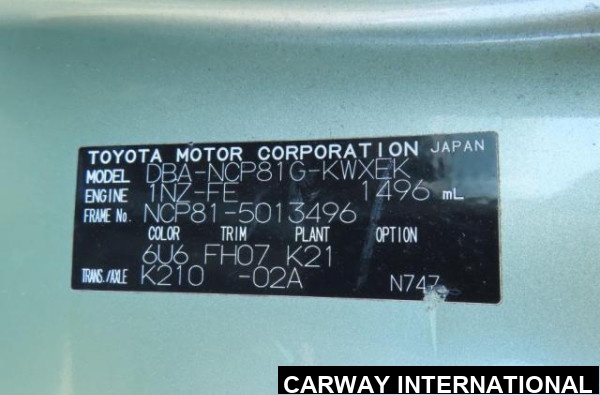 TOYOTA MOTOR CORPORATION JAPAN
MODEL DBA-NCP81G-KWXEK
ENGINE 1NZ-FE 1496 mL
FRAME No. NCP81-5013496
COLOR TRIM PLANT OPTION
6U6 FH07 K21
TRANS./AXLE K210 -02A N747
CARWAY INTERNATIONAL